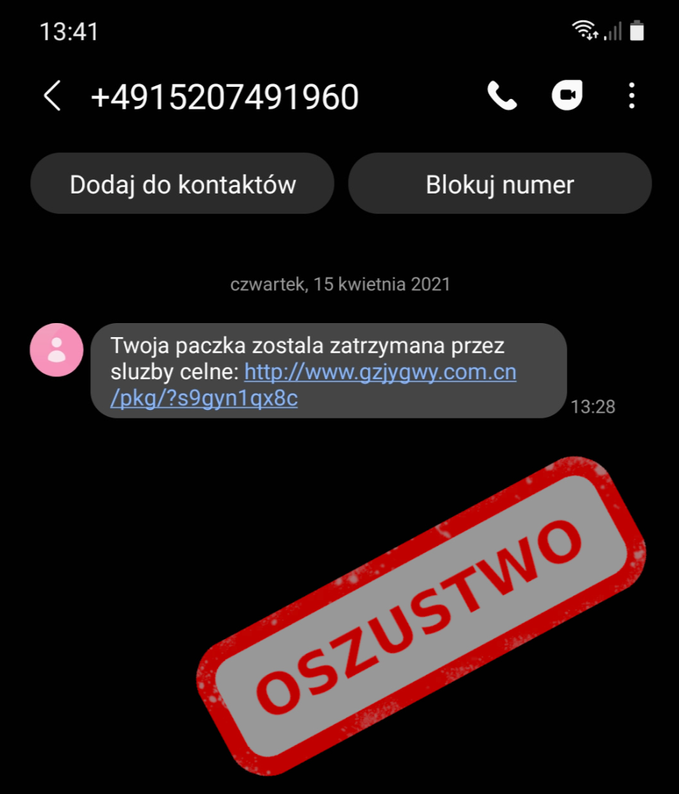 13:41
+4915207491960
Dodaj do kontaktów
Blokuj numer
czwartek, 15 kwietnia 2021
Twoja paczka zostala zatrzymana przez
sluzby celne: http://www.gzjygwy.com.cn
/pkg/?s9gyn1qx8c
13:28
OSZUSTWO